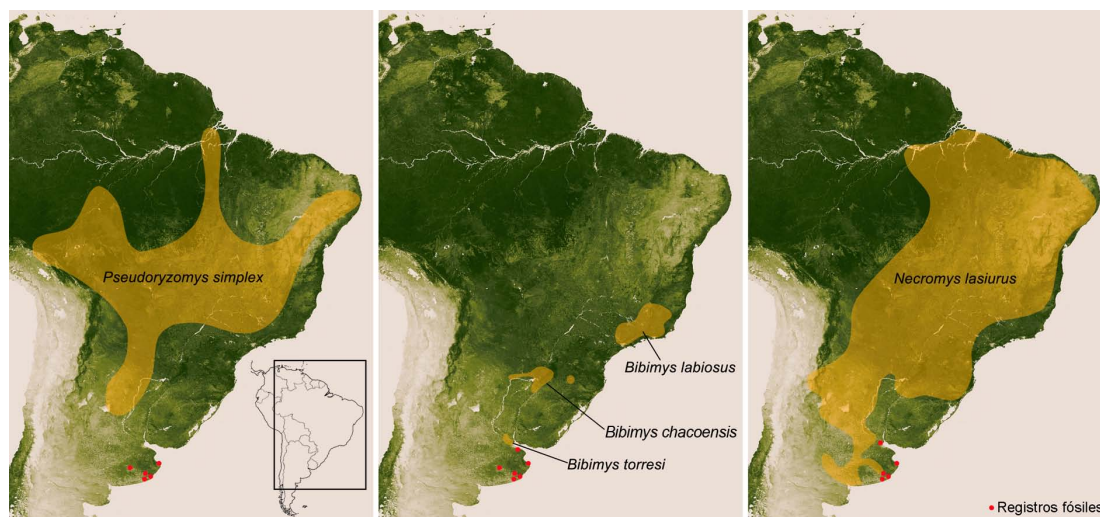 Pseudoryzomys simplex
Bibimys labiosus
Bibimys chacoensis
Bibimys torresi
Necromys lasiurus
Registros fósiles